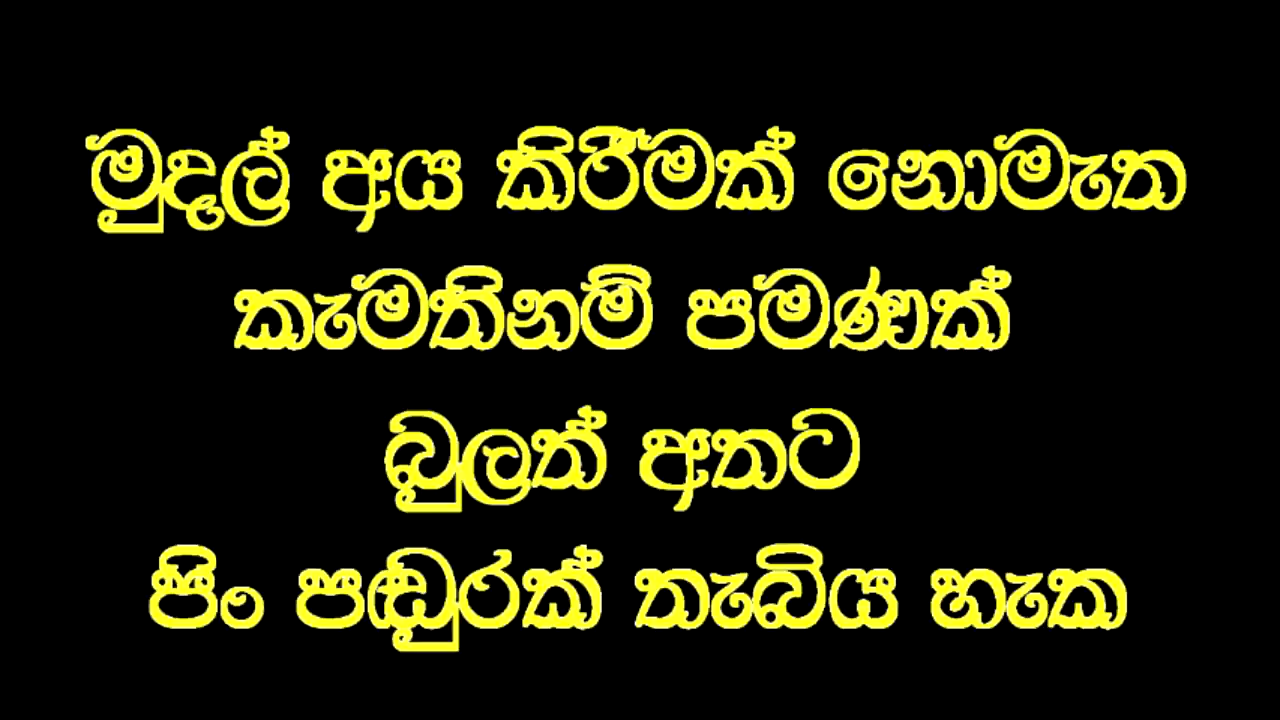 මුදල් අය කිරීමක් නොමැත
කැමතිනම් පමණක්
බුලත් අතට
පිං පඬුරක් තැබිය හැක